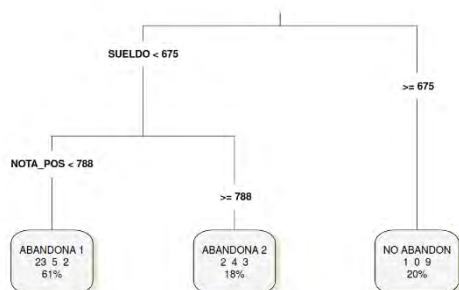 SUELDO < 675
>= 675
NOTA_POS < 788
>= 788
ABANDONA 1
23 5 2
61%
ABANDONA 2
2 4 3
18%
NO ABANDON
1 0 9
20%